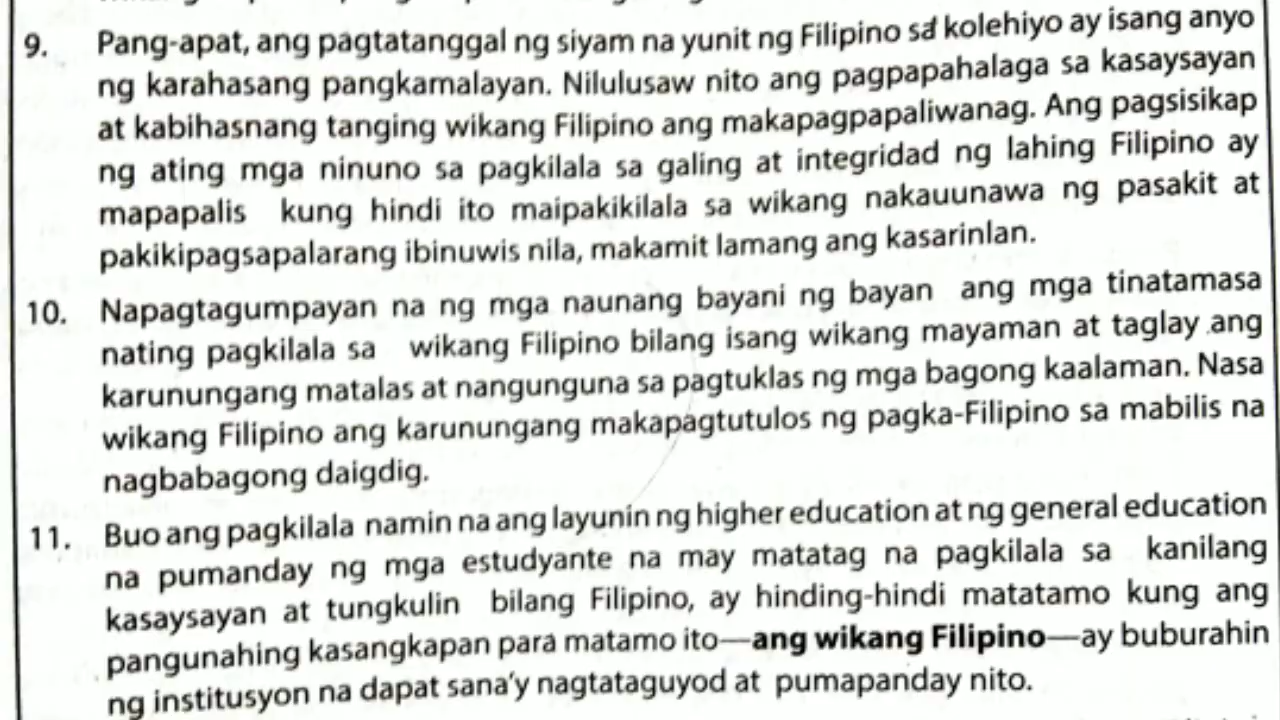 9. Pang-apat, ang pagtatanggal ng siyam na yunit ng Filipino sa kolehiyo ay isang anyo
ng karahasang pangkamalayan. Nilulusaw nito ang pagpapahalaga sa kasaysayan
at kabihasnang tanging wikang Filipino ang makapagpapaliwanag. Ang pagsisikap
ng ating mga ninuno sa pagkilala sa galing at integridad ng lahing Filipino ay
mapapalis kung hindi ito maipakikilala sa wikang nakauunawa ng pasakit at
pakikipagsapalarang ibinuwis nila, makamit lamang ang kasarinlan.
10. Napagtagumpayan na ng mga naunang bayani ng bayan ang mga tinatamasa
nating pagkilala sa wikang Filipino bilang isang wikang mayaman at taglay ang
karunungang matalas at nangunguna sa pagtuklas ng mga bagong kaalaman. Nasa
wikang Filipino ang karunungang makapagtutulos ng pagka-Filipino sa mabilis na
nagbabagong daigdig.
11. Buo ang pagkilala namin na ang layunin ng higher education at ng general education
na pumanday ng mga estudyante na may matatag na pagkilala sa kanilang
kasaysayan at tungkulin bilang Filipino, ay hinding-hindi matatamo kung ang
pangunahing kasangkapan para matamo ito—ang wikang Filipino—ay buburahin
ng institusyon na dapat sana'y nagtataguyod at pumapanday nito.